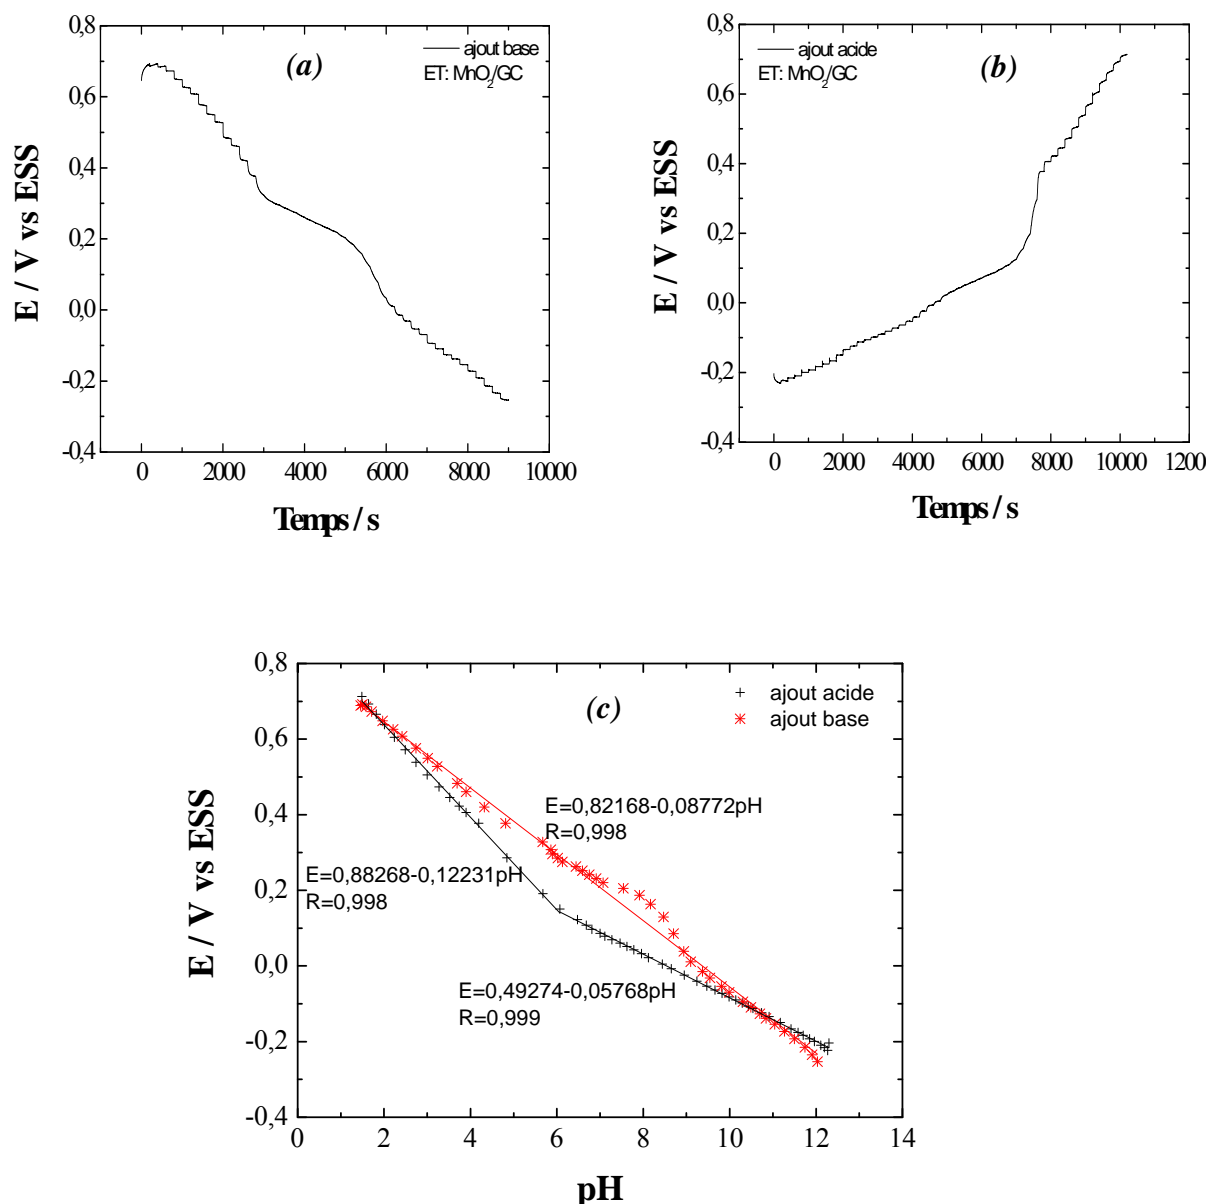 0,8
0,6
0,4
0,2
0,0
-0,2
-0,4
E / V vs ESS
(a)
ajout base
ET: MnO2/GC
0 2000 4000 6000 8000 10000
Temps / s
0,8
0,6
0,4
0,2
0,0
-0,2
-0,4
E / V vs ESS
ajout acide
ET: MnO2/GC
(b)
0 2000 4000 6000 8000 10000 1200
Temps / s
0,8
0,6
0,4
0,2
0,0
-0,2
-0,4
E / V vs ESS
(c)
ajout acide
ajout base
E=0,82168-0,08772pH
R=0,998
E=0,88268-0,12231pH
R=0,998
E=0,49274-0,05768pH
R=0,999
0 2 4 6 8 10 12 14
pH